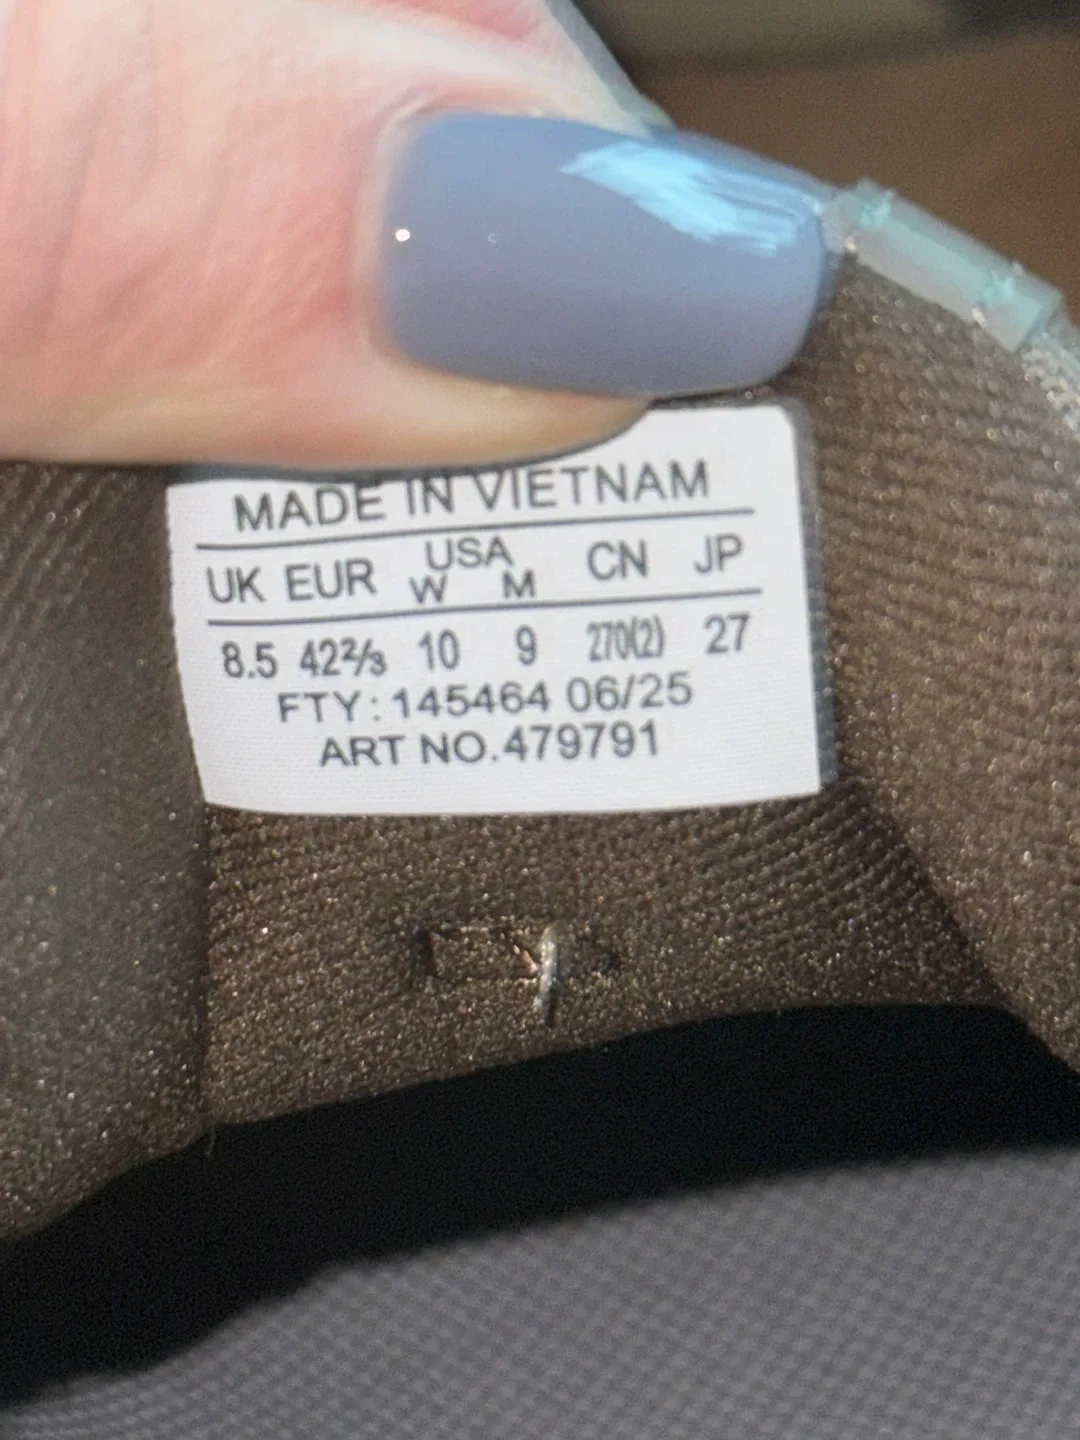 MADE IN VIETNAM
UK EUR USA CN JP
W M
8.5 42⅔ 10 9 270(2) 27
FTY: 145464 06/25
ART NO.479791